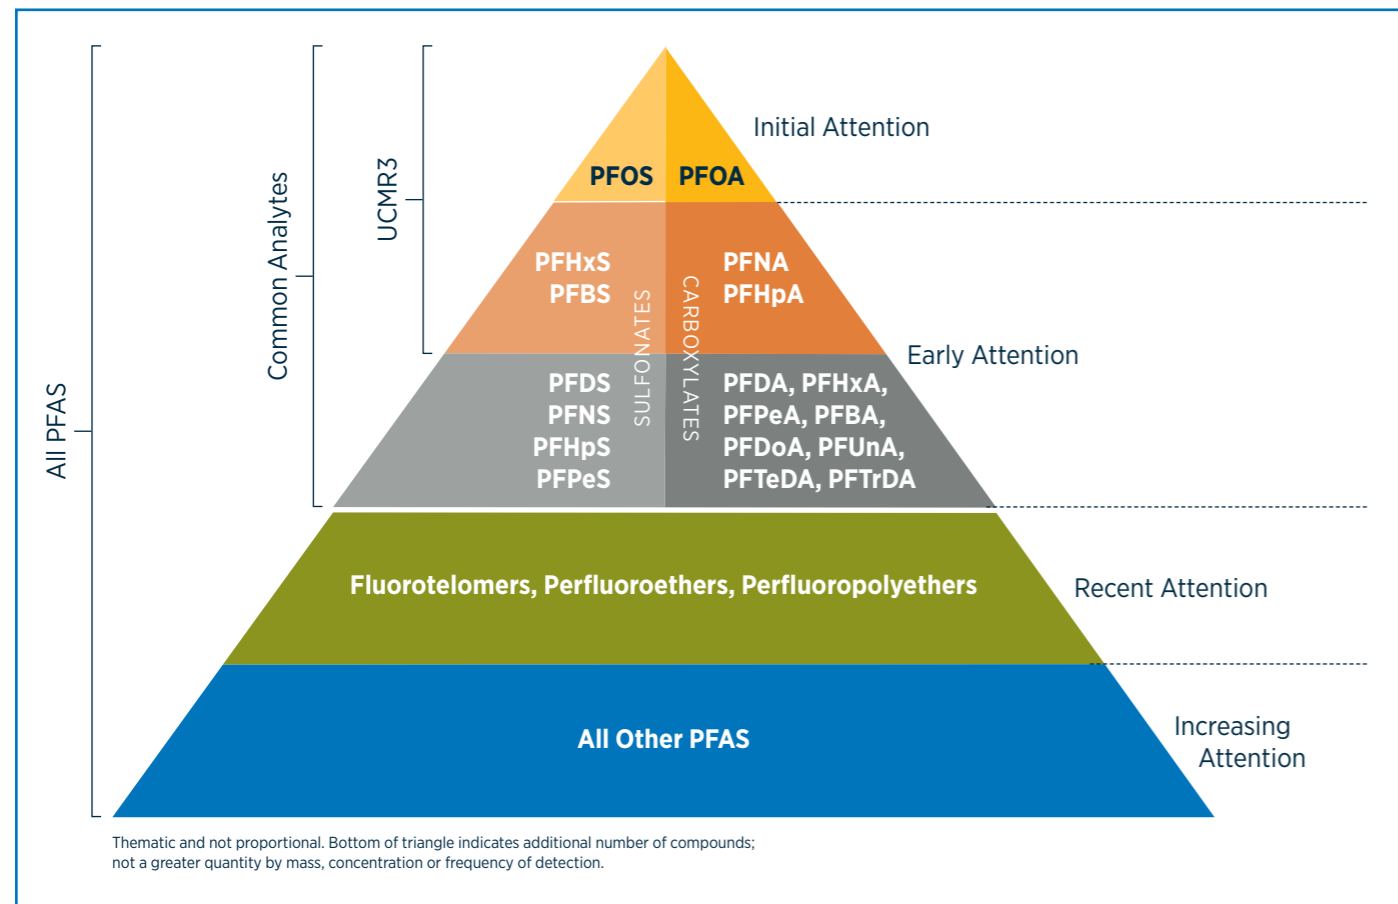 All PFAS
Common Analytes
UCMR3
Initial Attention
PFOS
PFOA
PFHxS
PFBS
PFNA
PFHpA
SULFONATES
CARBOXYLATES
Early Attention
PFDS
PFNS
PFHpS
PFPeS
PFDA, PFHxA,
PFPeA, PFBA,
PFDoA, PFUnA,
PFTeDA, PFTrDA
Fluorotelomers, Perfluoroethers, Perfluoropolyethers
Recent Attention
All Other PFAS
Increasing
Attention
Thematic and not proportional. Bottom of triangle indicates additional number of compounds;
not a greater quantity by mass, concentration or frequency of detection.